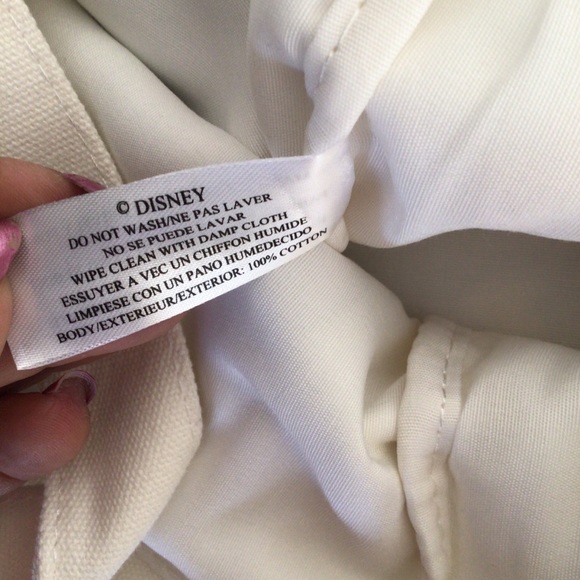 © DISNEY
DO NOT WASH/NE PAS LAVER
NO SE PUEDE LAVAR
WIPE CLEAN WITH DAMP CLOTH
ESSUYER A VEC UN CHIFFON HUMIDE
LIMPIESE CON UN PANO HUMEDECIDO
BODY/EXTERIEUR/EXTERIOR: 100% COTTON